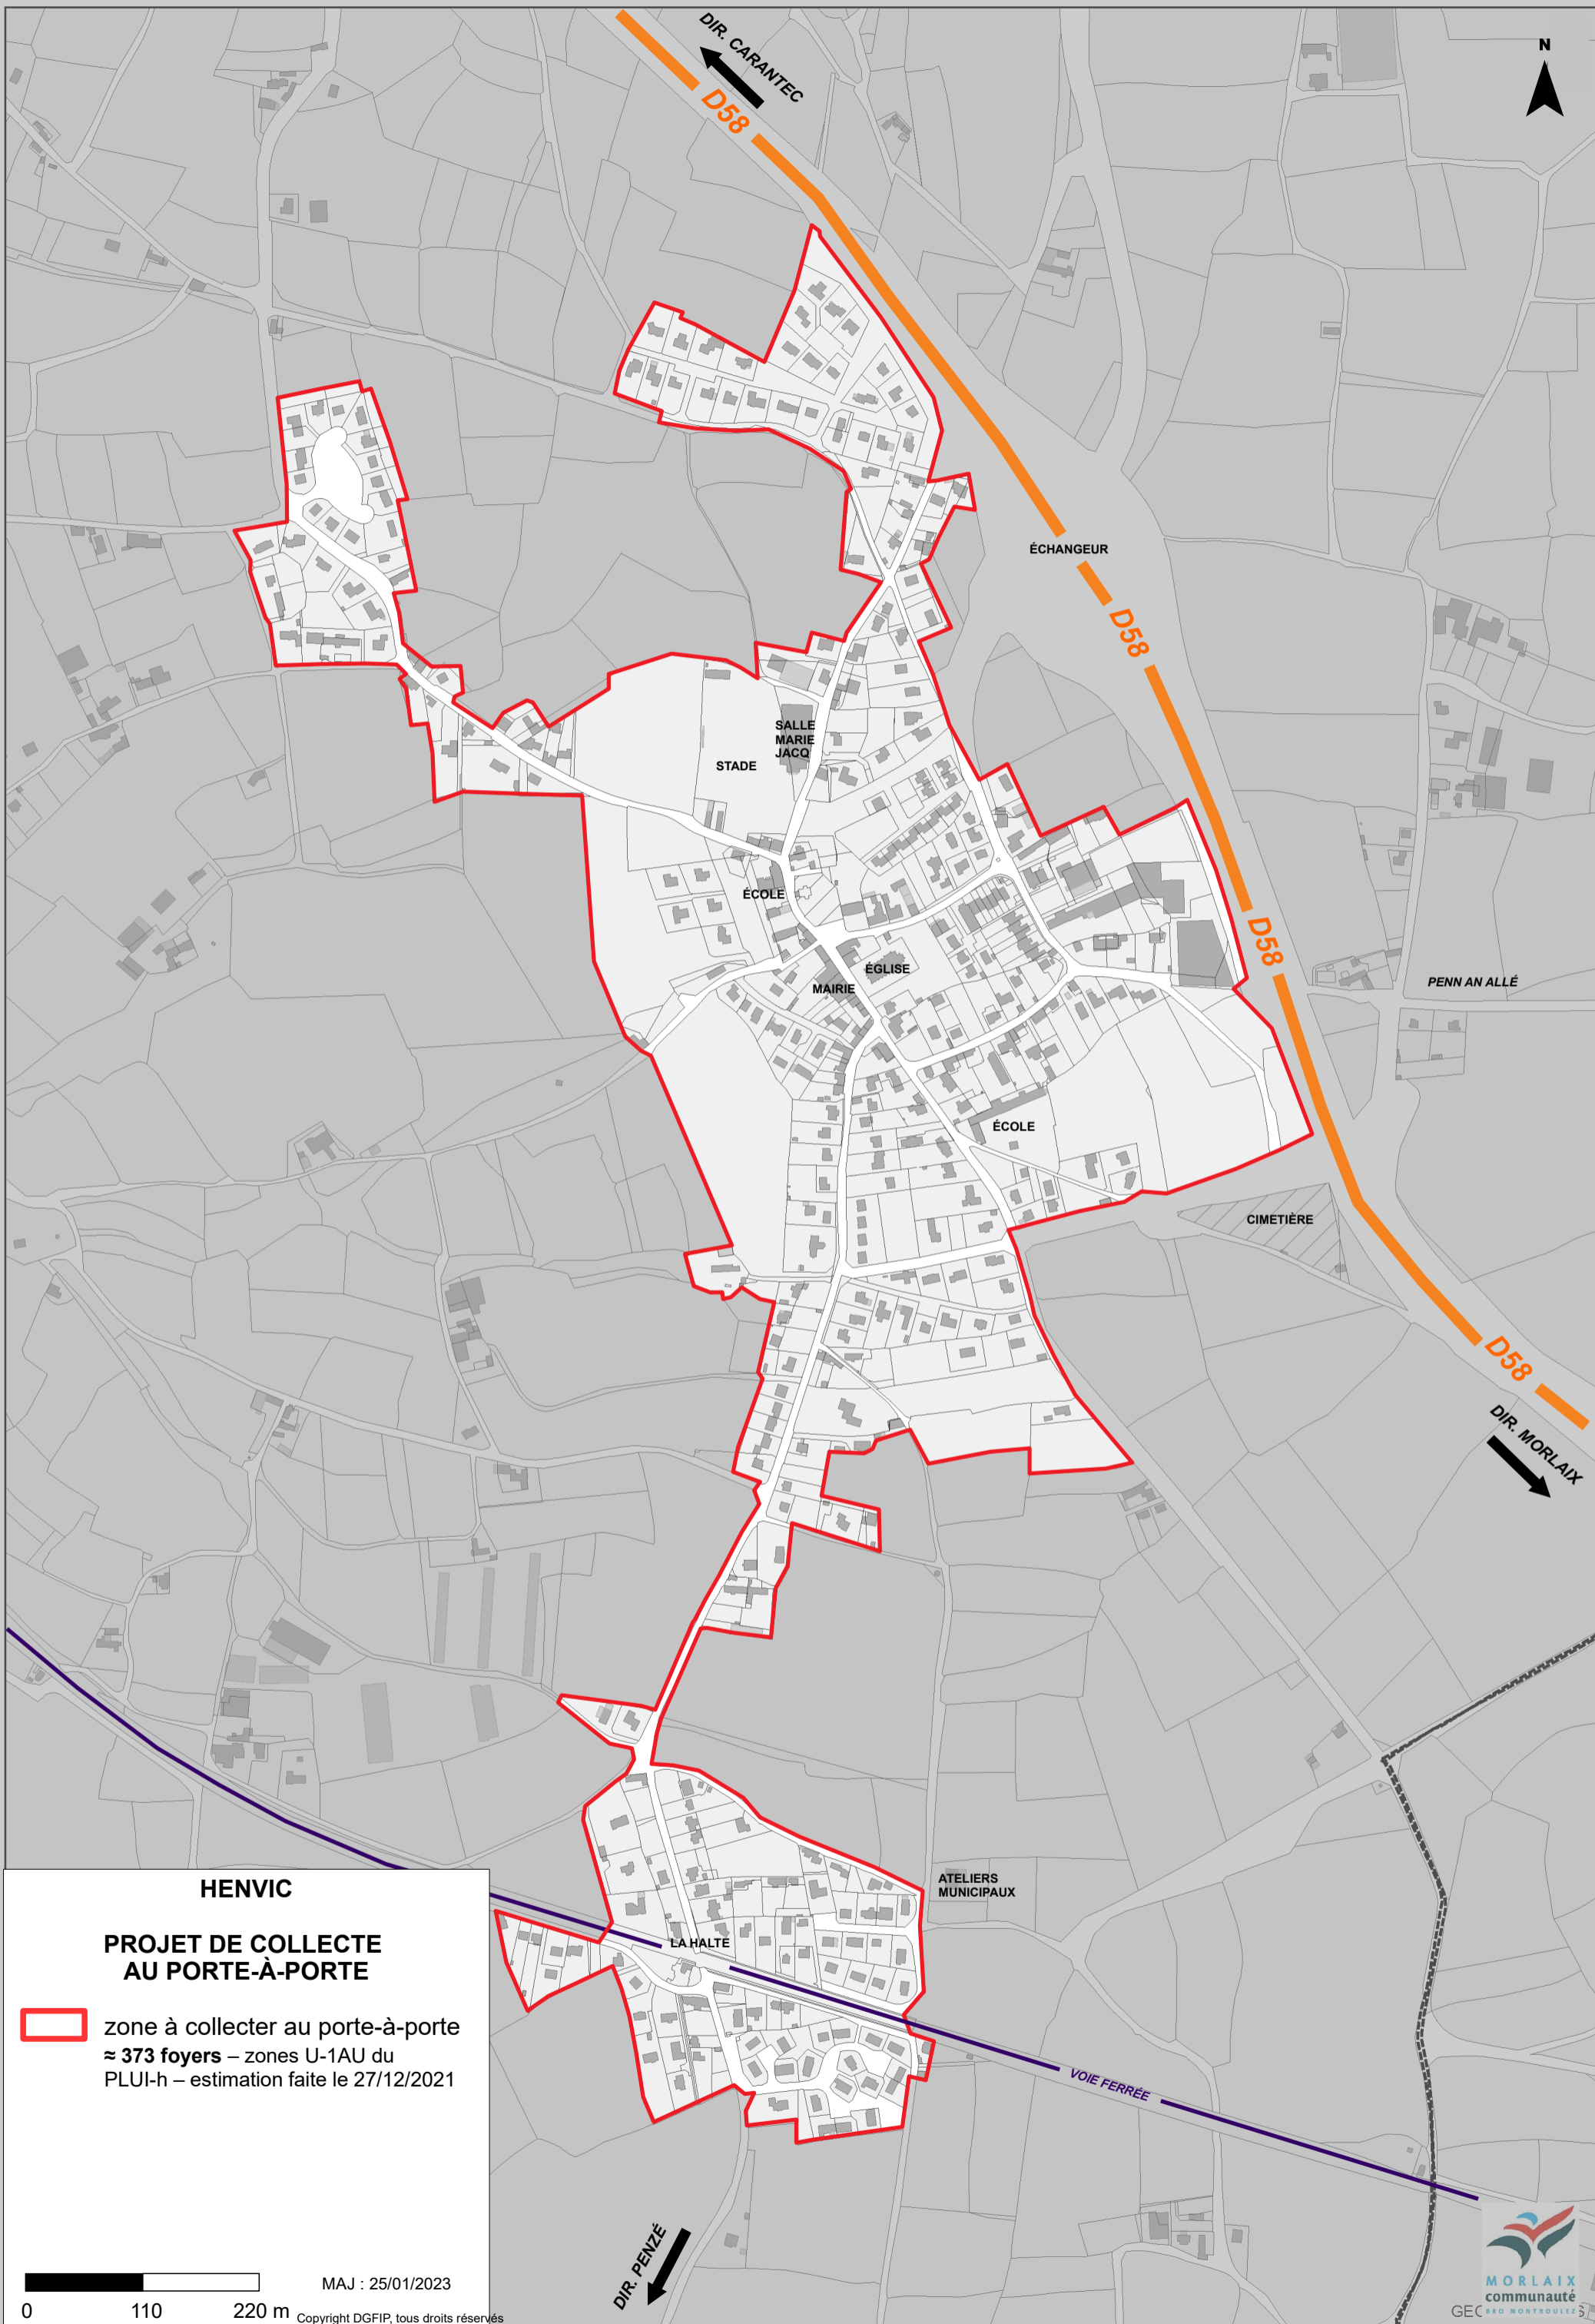 DIR. CARANTEC
N
D58
ÉCHANGEUR
D58
SALLE
MARIE
JACQ
STADE
ÉCOLE
ÉGLISE
MAIRIE
D58
PENN AN ALLÉ
ÉCOLE
CIMETIÈRE
D58
DIR. MORLAIX
ATELIERS
MUNICIPAUX
LA HALTE
VOIE FERRÉE
DIR. PENZÉ
HENVIC
PROJET DE COLLECTE
AU PORTE-À-PORTE
zone à collecter au porte-à-porte
≈ 373 foyers – zones U-1AU du
PLUI-h – estimation faite le 27/12/2021
MAJ : 25/01/2023
0 110 220 m
Copyright DGFIP, tous droits réservés
MORLAIX
communauté
BRO MONTROULEZ